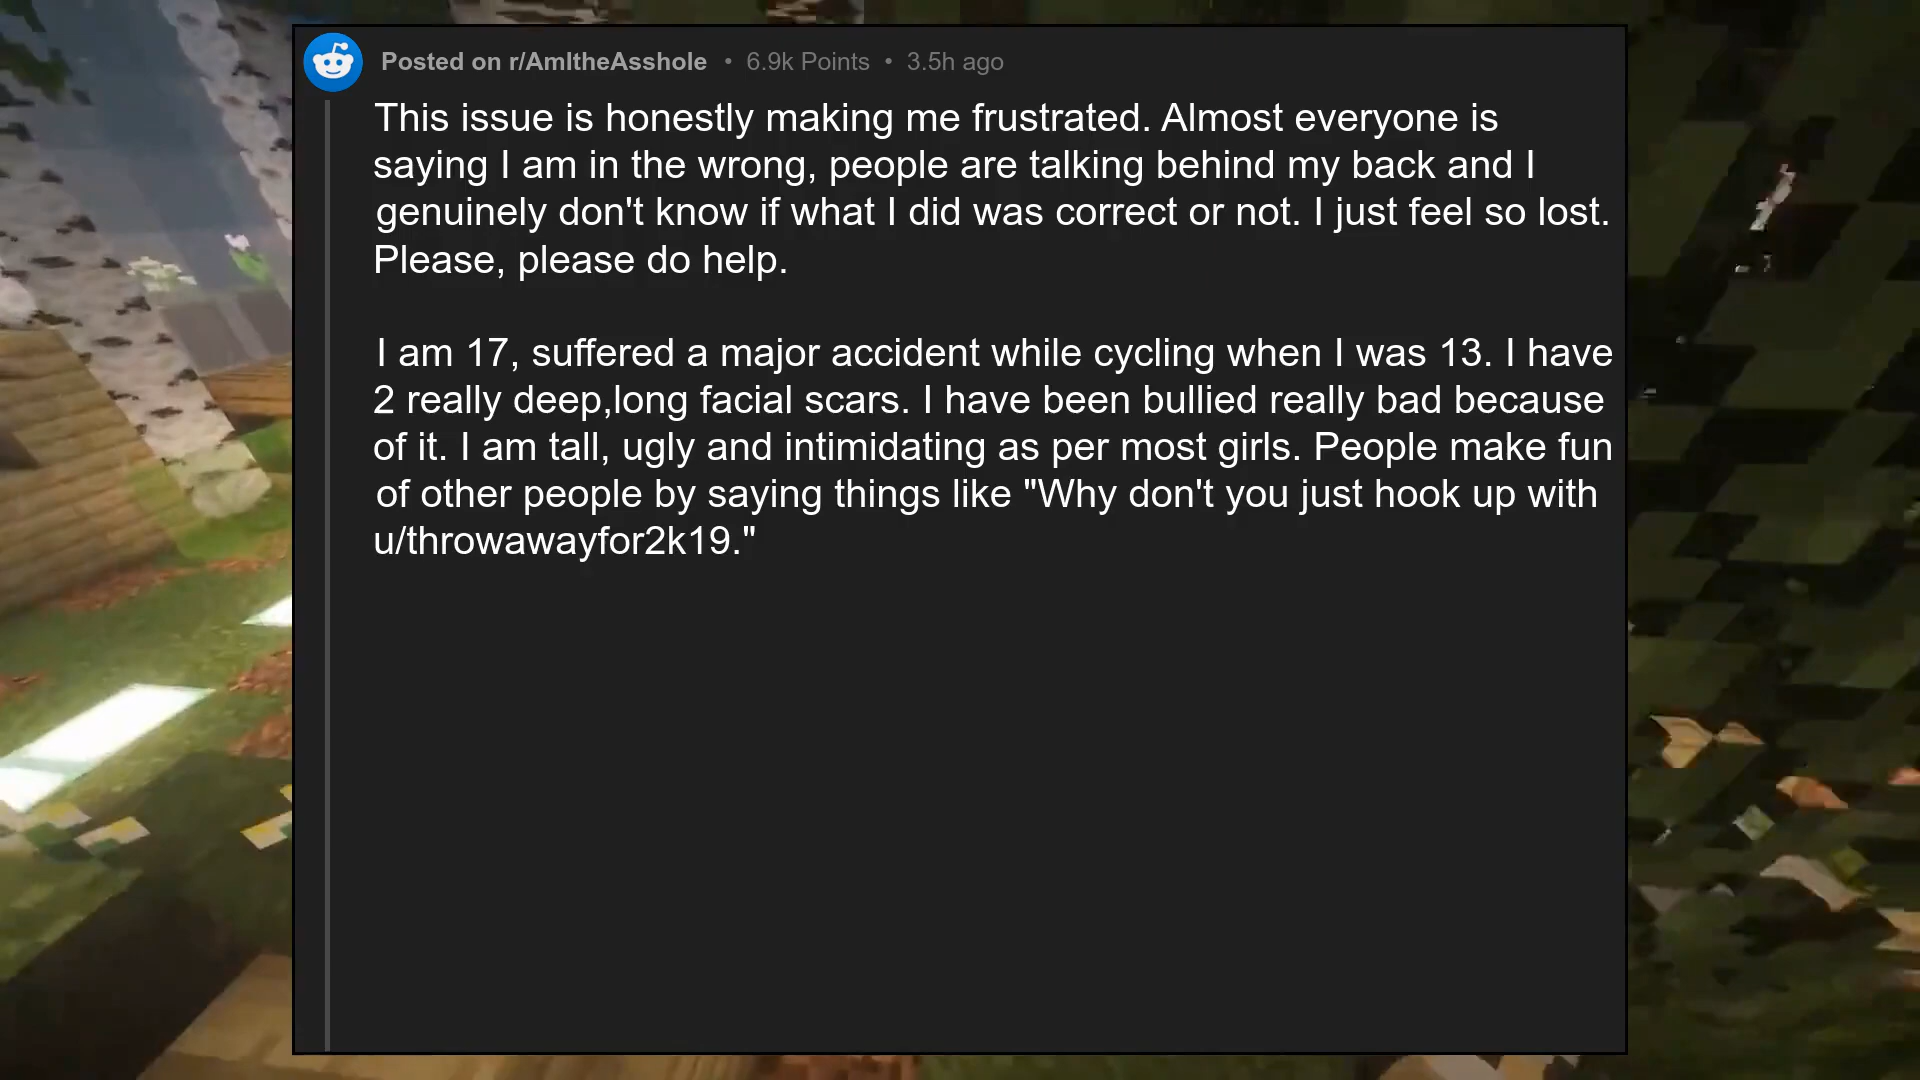 Posted on r/AmItheAsshole • 6.9k Points • 3.5h ago
This issue is honestly making me frustrated. Almost everyone is
saying I am in the wrong, people are talking behind my back and I
genuinely don't know if what I did was correct or not. I just feel so lost.
Please, please do help.
I am 17, suffered a major accident while cycling when I was 13. I have
2 really deep,long facial scars. I have been bullied really bad because
of it. I am tall, ugly and intimidating as per most girls. People make fun
of other people by saying things like "Why don't you just hook up with
u/throwawayfor2k19."